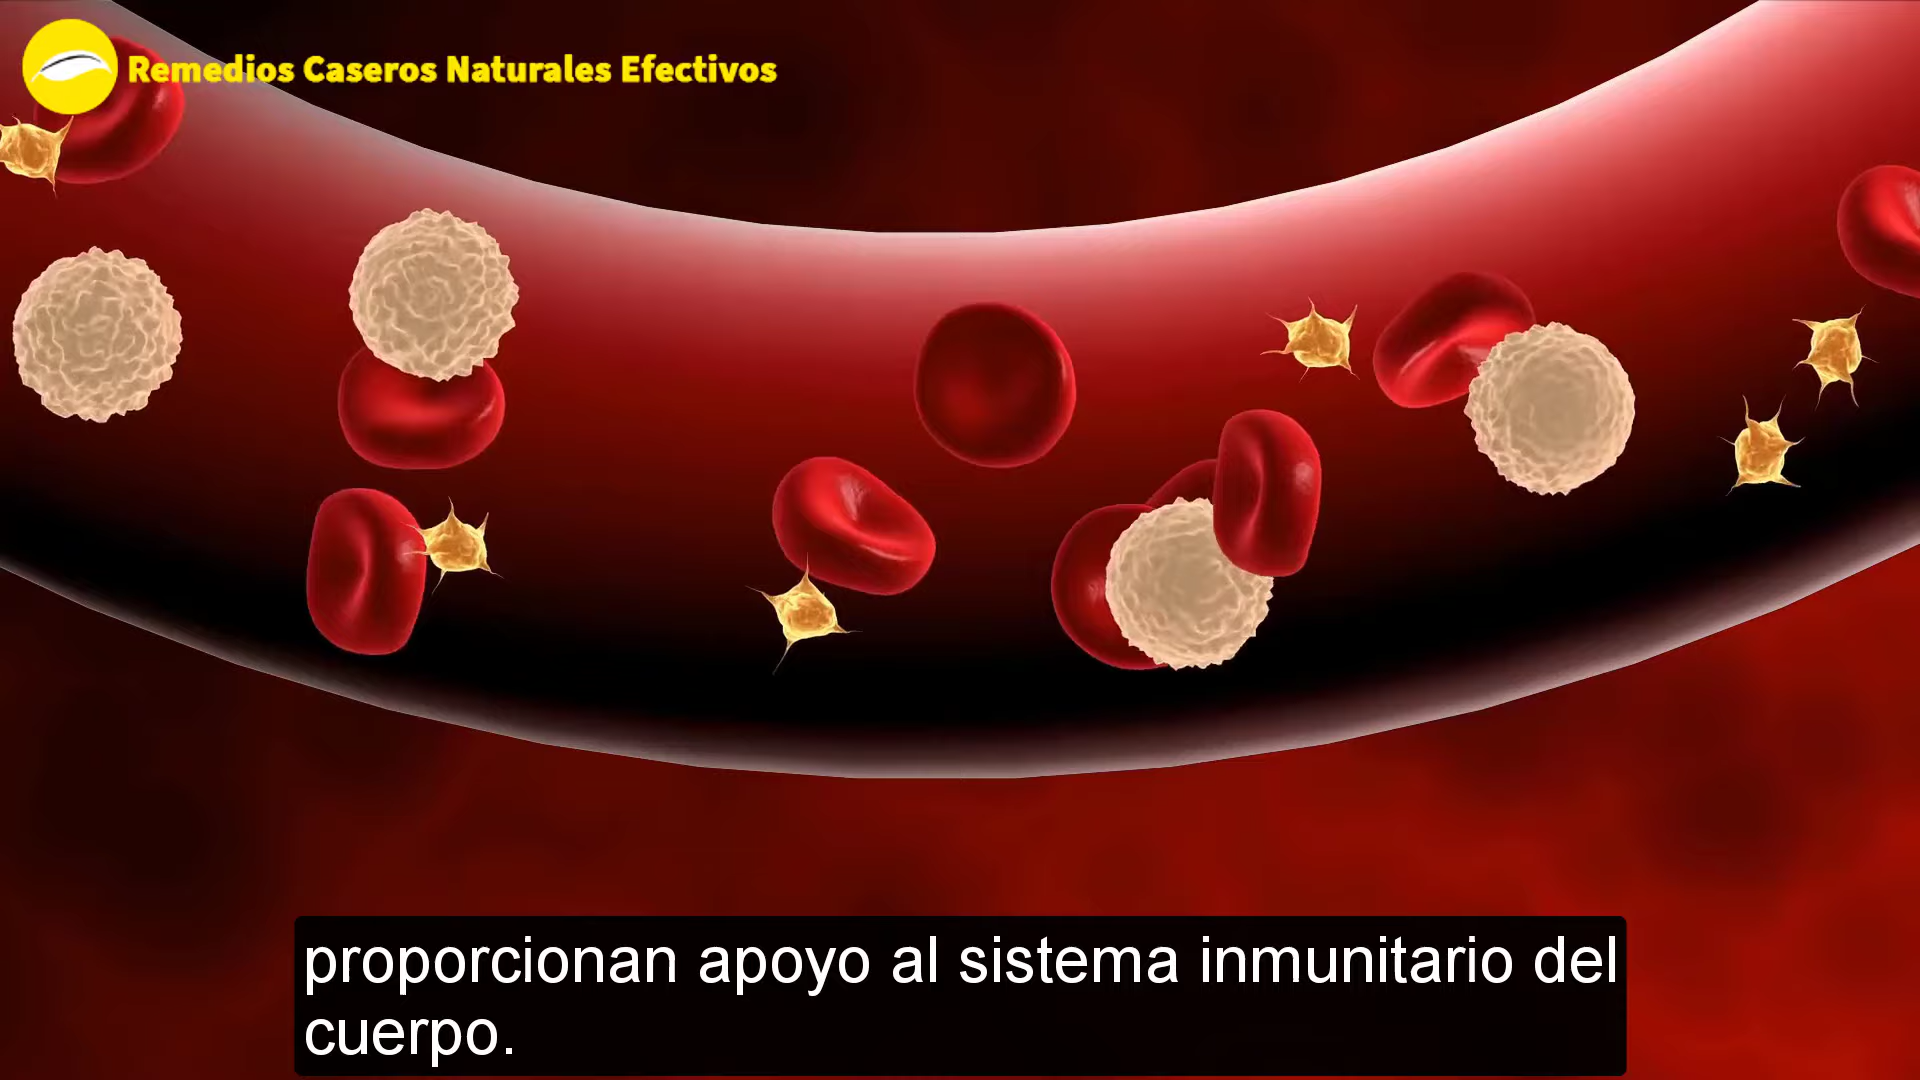 Remedios Caseros Naturales Efectivos
proporcionan apoyo al sistema inmunitario del
cuerpo.